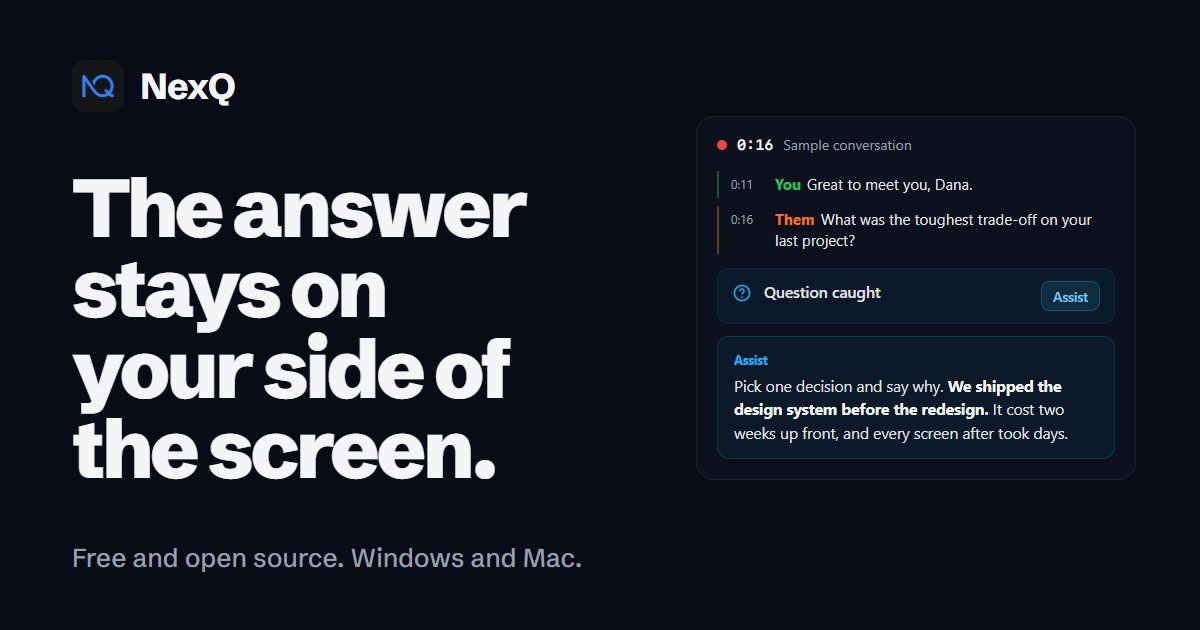 NexQ
The answer
stays on
your side of
the screen.
Free and open source. Windows and Mac.
0:16 Sample conversation
0:11 You Great to meet you, Dana.
0:16 Them What was the toughest trade-off on your
last project?
Question caught
Assist
Assist
Pick one decision and say why. We shipped the
design system before the redesign. It cost two
weeks up front, and every screen after took days.